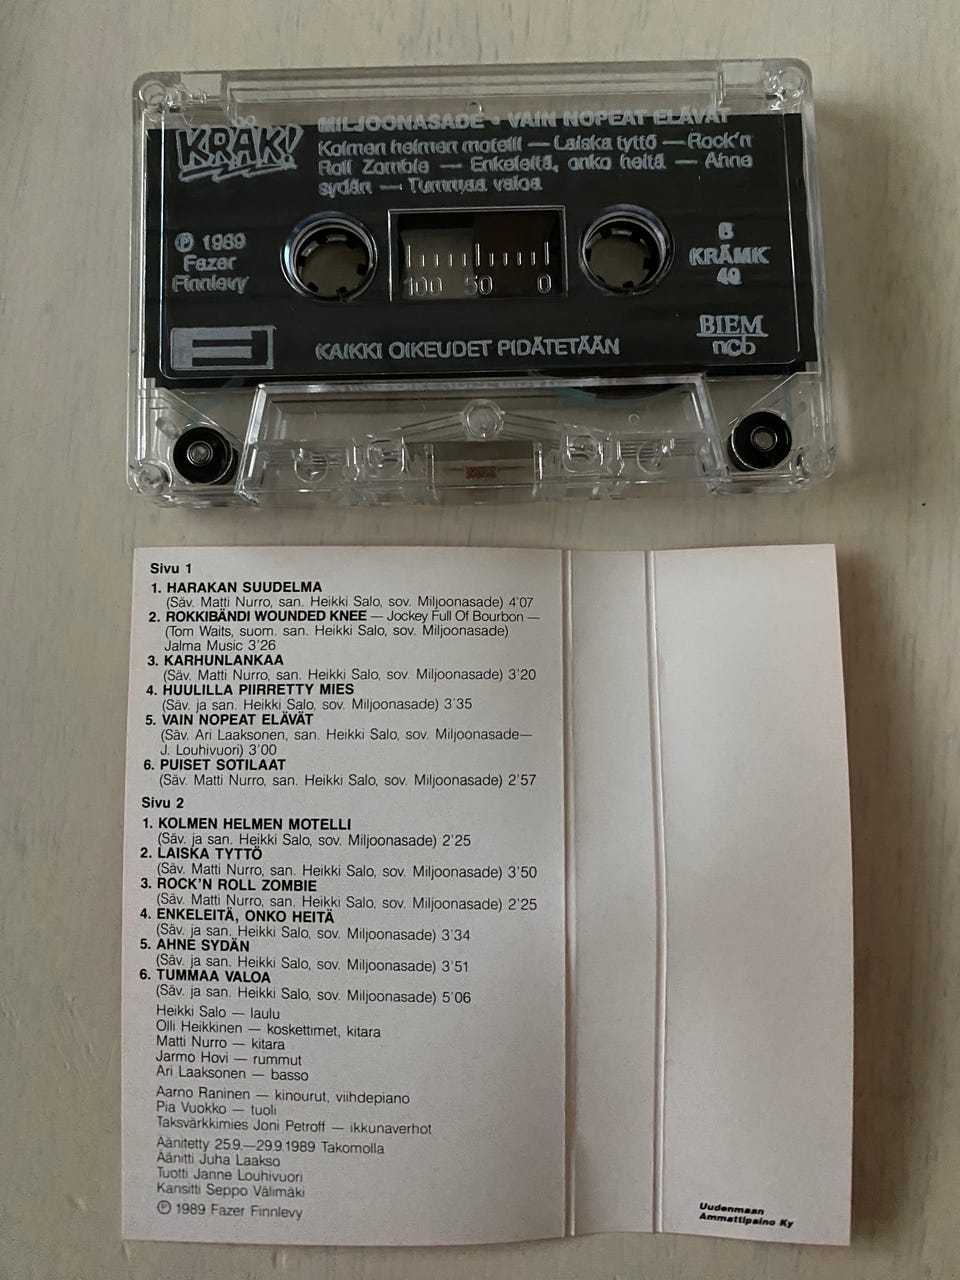 KRÄK!
MILJOONASADE • VAIN NOPEAT ELÄVÄT
Kolmen helmen motelli — Laiska tyttö — Rock'n
Roll Zombie — Enkeleitä, onko heitä — Ahne
sydän — Tummaa valoa
Ⓟ 1989
Fazer
Finnlevy
100 50 0
B
KRÄMK
49
BIEM
ncb
KAIKKI OIKEUDET PIDÄTETÄÄN
Sivu 1
1. HARAKAN SUUDELMA
(Säv. Matti Nurro, san. Heikki Salo, sov. Miljoonasade) 4'07
2. ROKKIBÄNDI WOUNDED KNEE — Jockey Full Of Bourbon —
(Tom Waits, suom. san. Heikki Salo, sov. Miljoonasade)
Jalma Music 3'26
3. KARHUNLANKAA
(Säv. Matti Nurro, san. Heikki Salo, sov. Miljoonasade) 3'20
4. HUULILLA PIIRRETTY MIES
(Säv. ja san. Heikki Salo, sov. Miljoonasade) 3'35
5. VAIN NOPEAT ELÄVÄT
(Säv. Ari Laaksonen, san. Heikki Salo, sov. Miljoonasade—
J. Louhivuori) 3'00
6. PUISET SOTILAAT
(Säv. Matti Nurro, san. Heikki Salo, sov. Miljoonasade) 2'57
Sivu 2
1. KOLMEN HELMEN MOTELLI
(Säv. ja san. Heikki Salo, sov. Miljoonasade) 2'25
2. LAISKA TYTTÖ
(Säv. Matti Nurro, san. Heikki Salo, sov. Miljoonasade) 3'50
3. ROCK'N ROLL ZOMBIE
(Säv. Matti Nurro, san. Heikki Salo, sov. Miljoonasade) 2'25
4. ENKELEITÄ, ONKO HEITÄ
(Säv. ja san. Heikki Salo, sov. Miljoonasade) 3'34
5. AHNE SYDÄN
(Säv. ja san. Heikki Salo, sov. Miljoonasade) 3'51
6. TUMMAA VALOA
(Säv. ja san. Heikki Salo, sov. Miljoonasade) 5'06
Heikki Salo — laulu
Olli Heikkinen — koskettimet, kitara
Matti Nurro — kitara
Jarmo Hovi — rummut
Ari Laaksonen — basso
Aarno Raninen — kinourut, viihdepiano
Pia Vuokko — tuoli
Taksvärkkimies Joni Petroff — ikkunaverhot
Äänitetty 25.9.—29.9.1989 Takomolla
Äänitti Juha Laakso
Tuotti Janne Louhivuori
Kansitti Seppo Välimäki
Ⓟ 1989 Fazer Finnlevy
Uudenmaan
Ammattipaino Ky